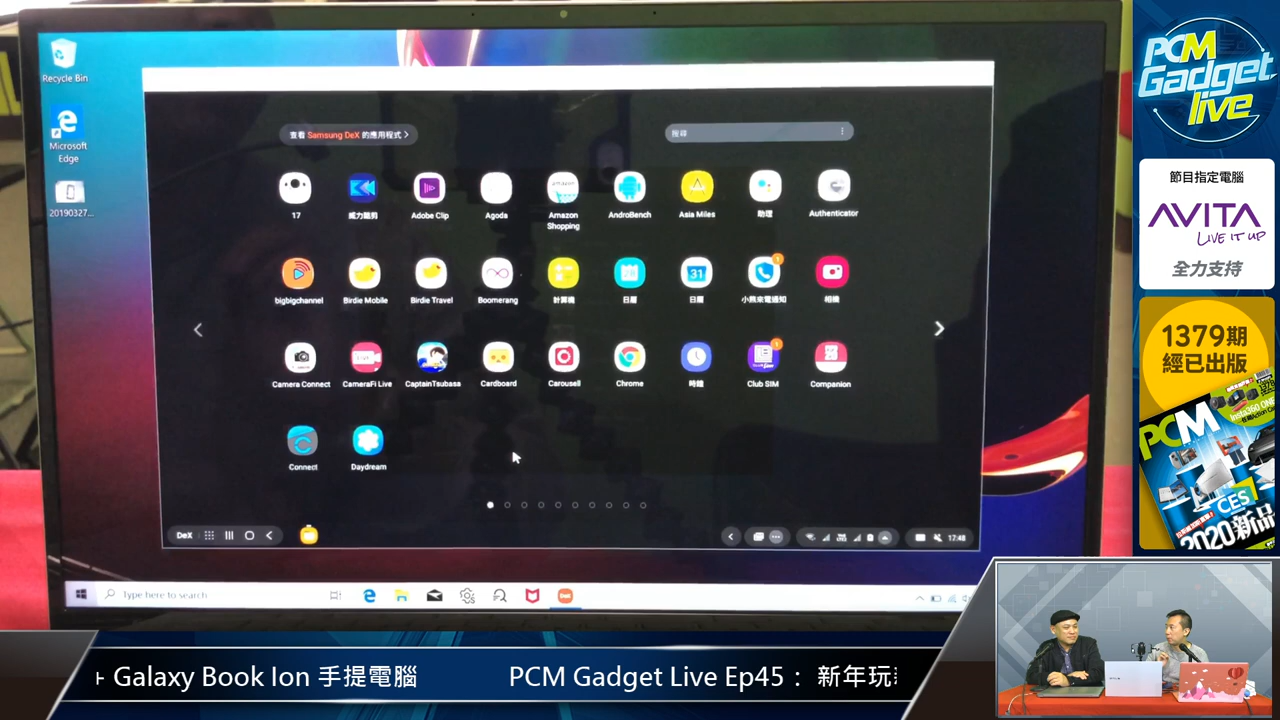 Recycle Bin
Microsoft
Edge
20190327...
查看 Samsung DeX 的應用程式 >
搜尋
17
威力酷剪
Adobe Clip
Agoda
Amazon
Shopping
AndroBench
Asia Miles
助理
Authenticator
bigbigchannel
Birdie Mobile
Birdie Travel
Boomerang
計算機
日曆
31
日曆
小熊來電通知
相機
Camera Connect
CameraFi Live
CaptainTsubasa
Cardboard
Carousell
Chrome
時鐘
Club SIM
Companion
Connect
Daydream
DeX
17:48
Type here to search
PCM
Gadget
live
節目指定電腦
AVITA
LIVE IT UP
全力支持
1379期
經已出版
PCM
Insta360 ONE
CES
2020新品
Galaxy Book Ion 手提電腦
PCM Gadget Live Ep45： 新年玩